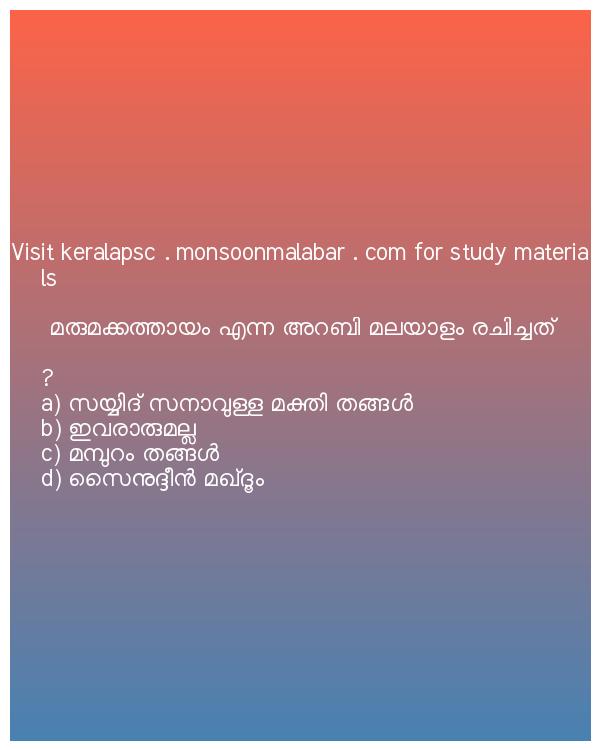 Visit keralapsc . monsoonmalabar . com for study materia
ls
മരുമക്കത്തായം എന്ന അറബി മലയാളം രചിച്ചത്
?
a) സയ്യിദ് സനാവുള്ള മക്തി തങ്ങൾ
b) ഇവരാരുമല്ല
c) മമ്പുറം തങ്ങൾ
d) സൈനുദ്ദീൻ മഖ്ദൂം